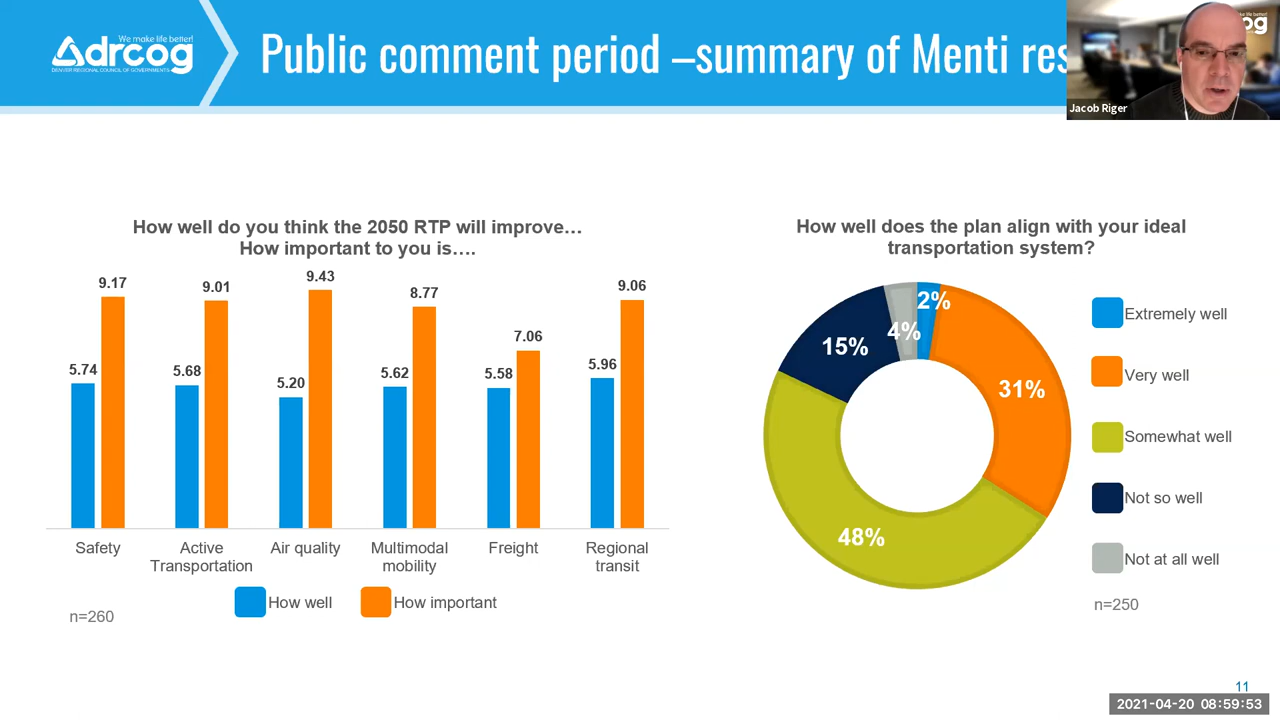 We make life better!
drcog
DENVER REGIONAL COUNCIL OF GOVERNMENTS
Public comment period –summary of Menti res
make life better!
og
Jacob Riger
How well do you think the 2050 RTP will improve…
How important to you is….
9.17
9.01
9.43
8.77
7.06
9.06
5.74
5.68
5.20
5.62
5.58
5.96
Safety
Active
Transportation
Air quality
Multimodal
mobility
Freight
Regional
transit
How well
How important
n=260
How well does the plan align with your ideal
transportation system?
2%
31%
48%
15%
4%
Extremely well
Very well
Somewhat well
Not so well
Not at all well
n=250
11
2021-04-20 08:59:53